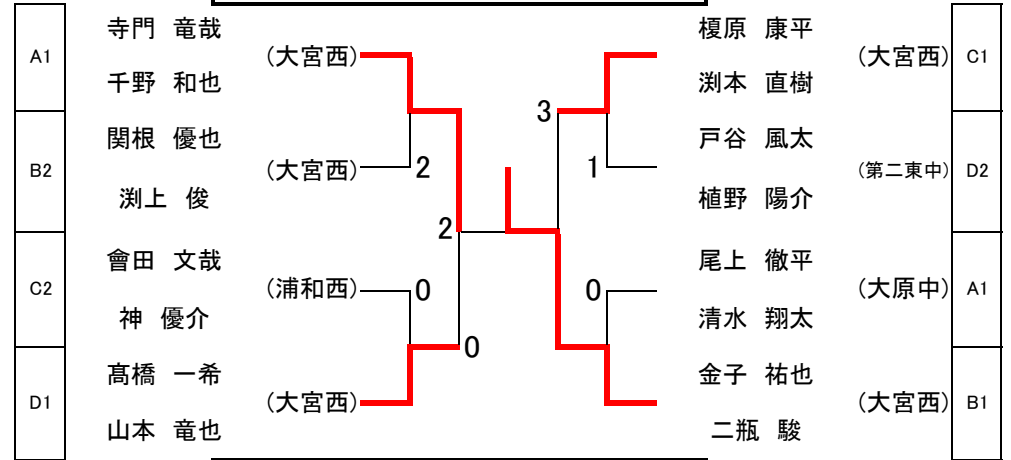 A1
寺門 竜哉
千野 和也
(大宮西)
B2
関根 優也
渕上 俊
(大宮西)
2
2
C2
會田 文哉
神 優介
(浦和西)
0
D1
髙橋 一希
山本 竜也
(大宮西)
0
榎原 康平
渕本 直樹
(大宮西)
C1
3
戸谷 風太
植野 陽介
(第二東中)
D2
1
尾上 徹平
清水 翔太
(大原中)
A1
0
金子 祐也
二瓶 駿
(大宮西)
B1